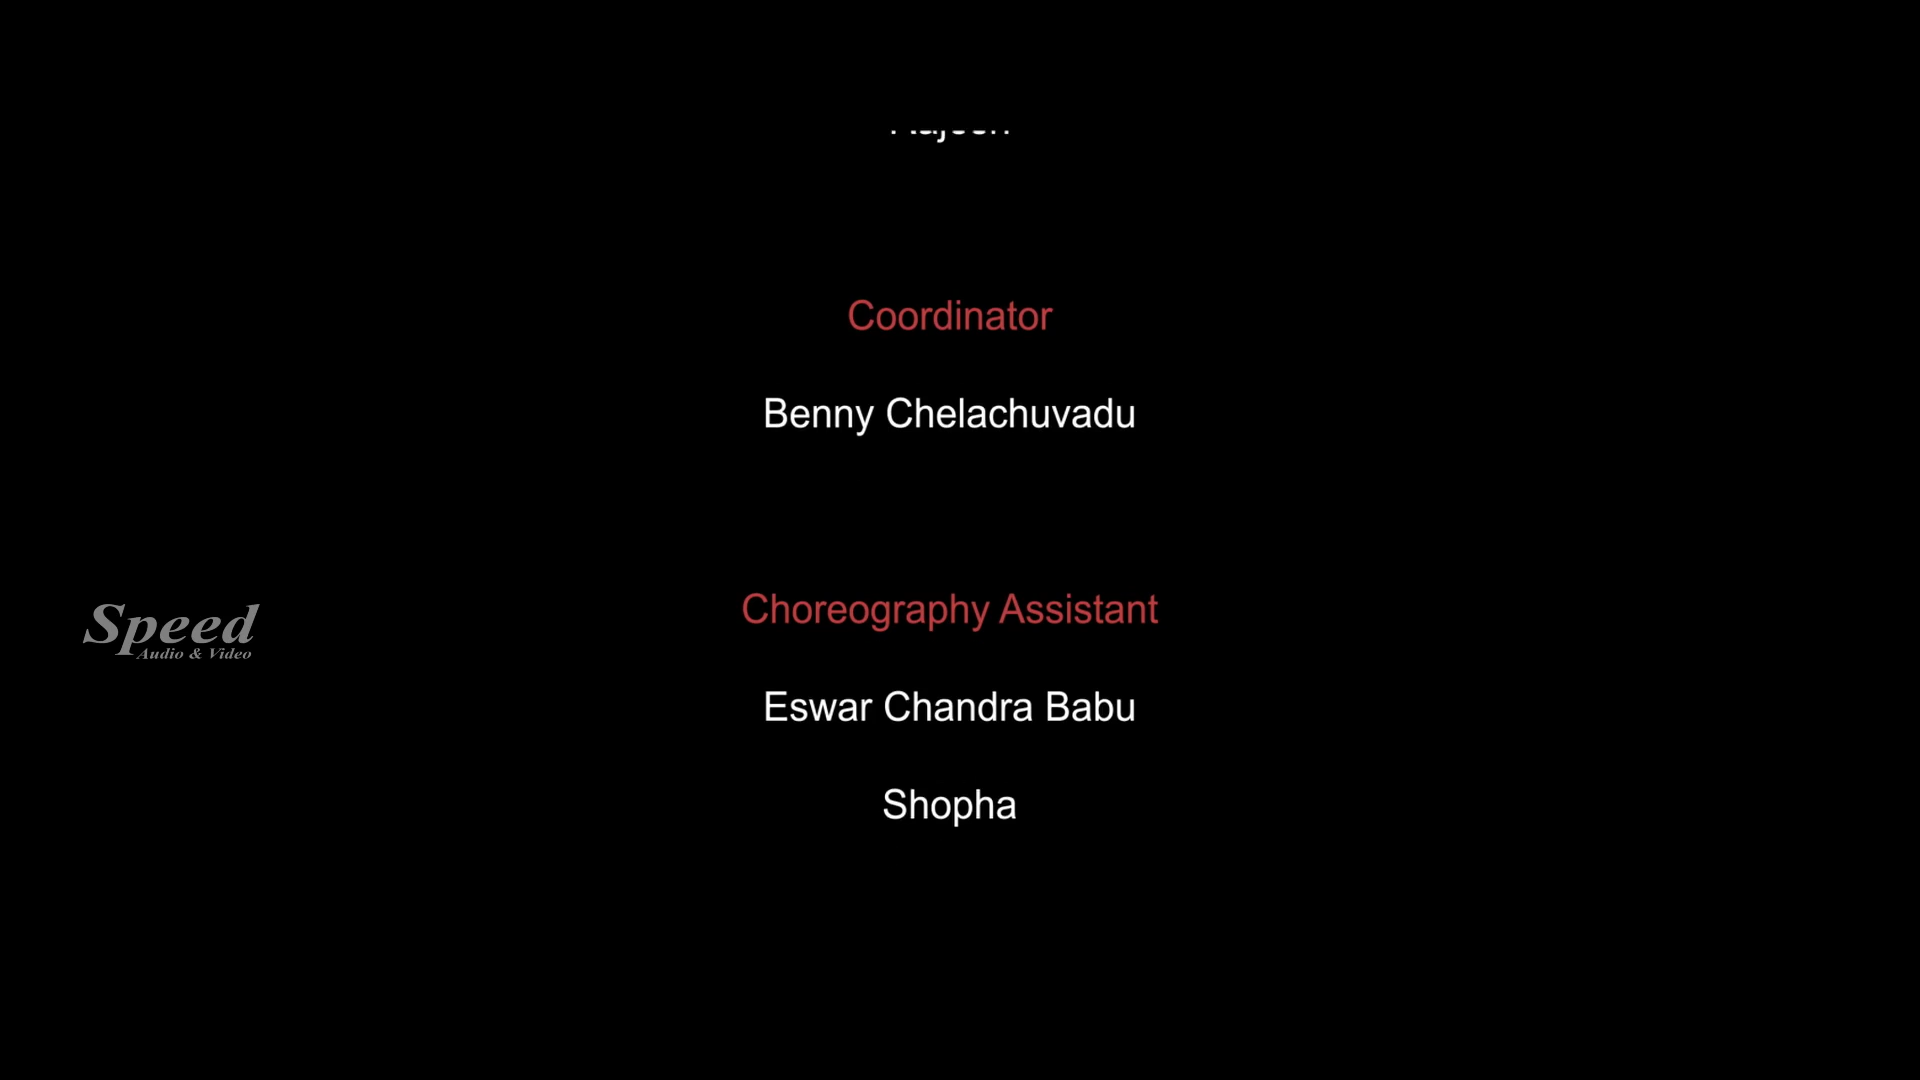 Coordinator
Benny Chelachuvadu
Choreography Assistant
Speed
Audio & Video
Eswar Chandra Babu
Shopha